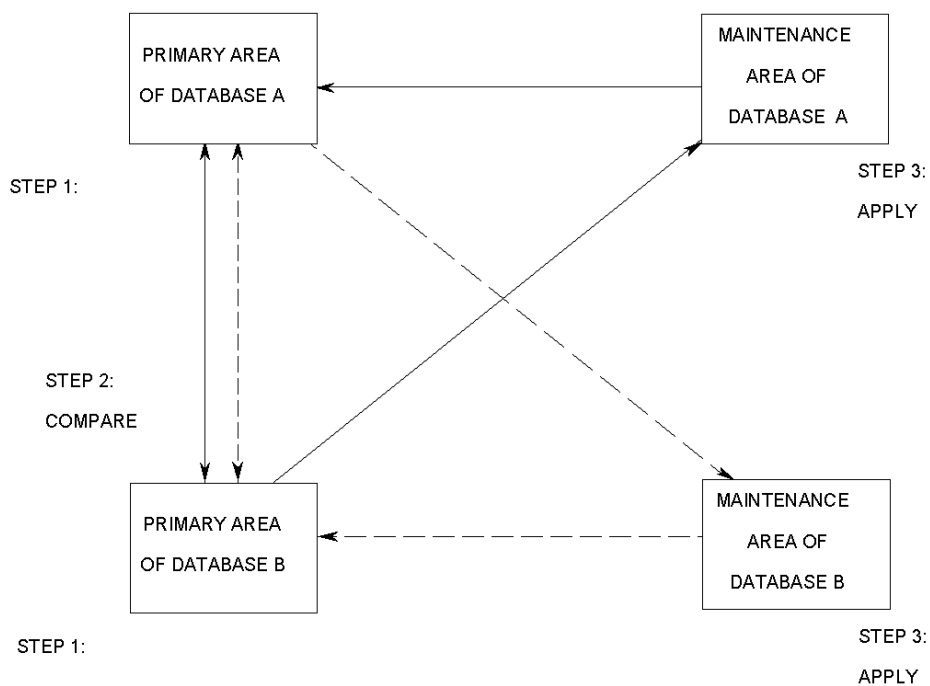 PRIMARY AREA
OF DATABASE A
MAINTENANCE
AREA OF
DATABASE A
STEP 1:
STEP 3:
APPLY
STEP 2:
COMPARE
PRIMARY AREA
OF DATABASE B
MAINTENANCE
AREA OF
DATABASE B
STEP 1:
STEP 3:
APPLY